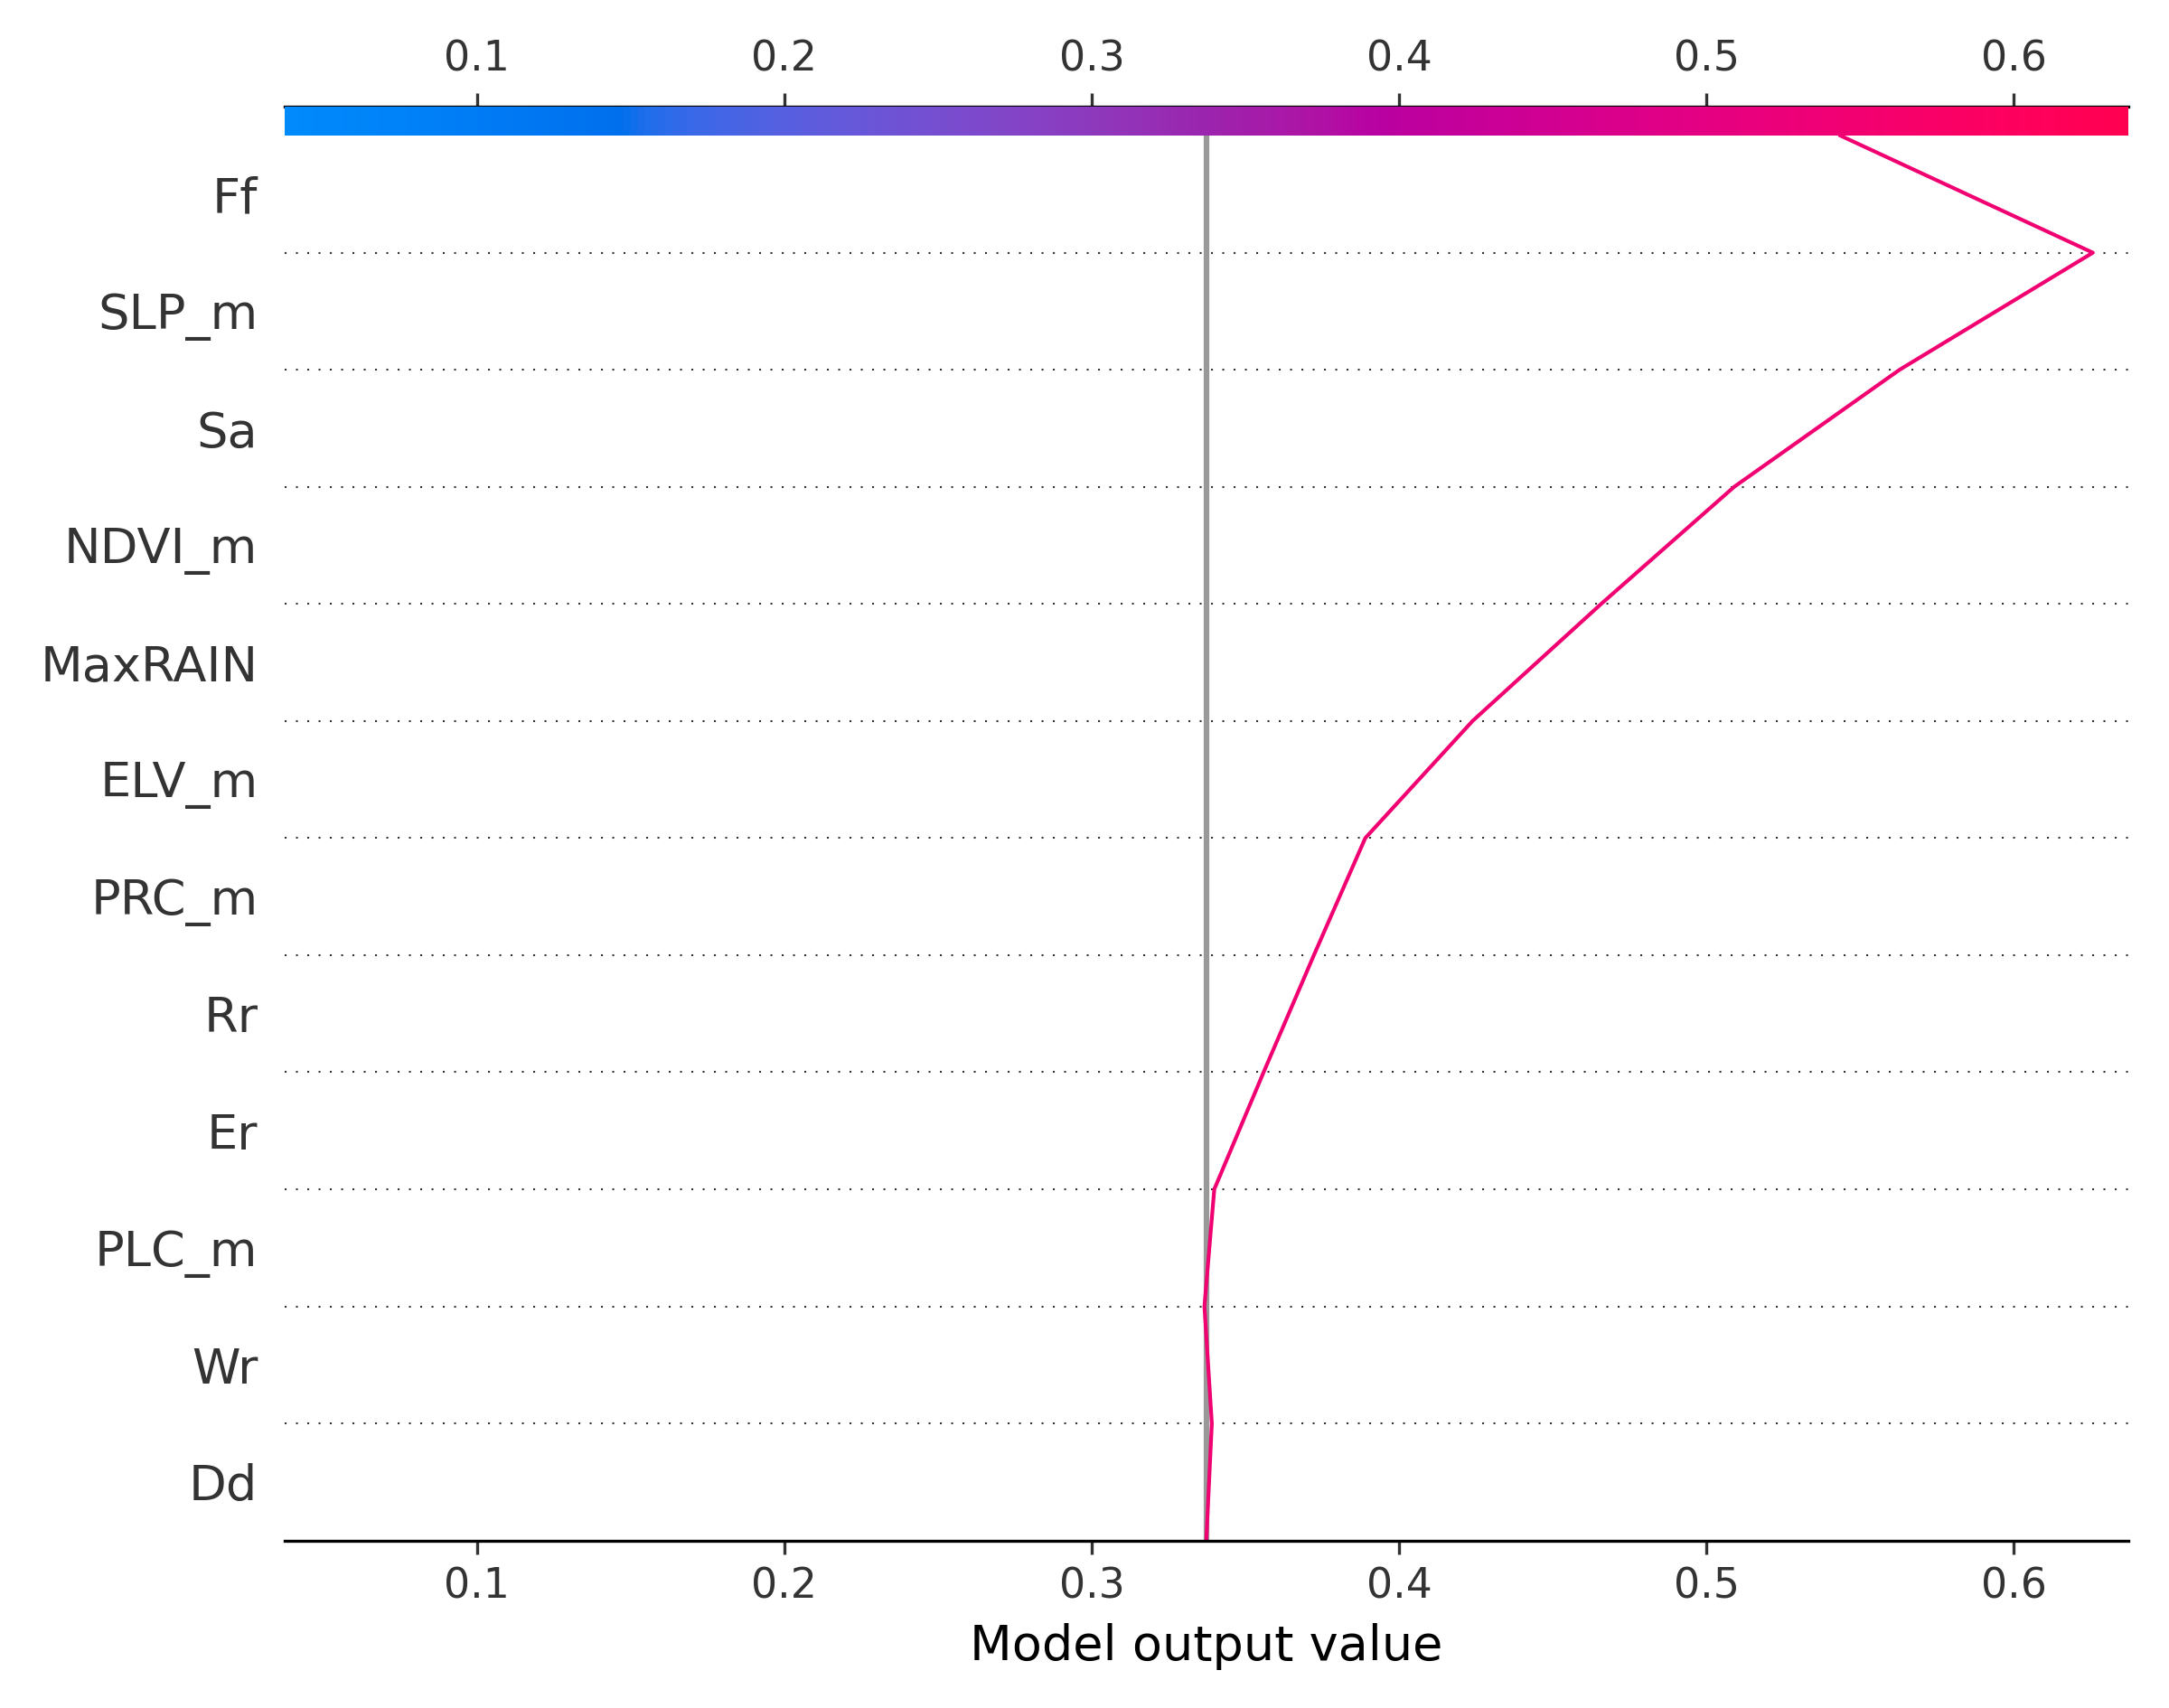 0.1 0.2 0.3 0.4 0.5 0.6
Ff
SLP_m
Sa
NDVI_m
MaxRAIN
ELV_m
PRC_m
Rr
Er
PLC_m
Wr
Dd
0.1 0.2 0.3 0.4 0.5 0.6
Model output value